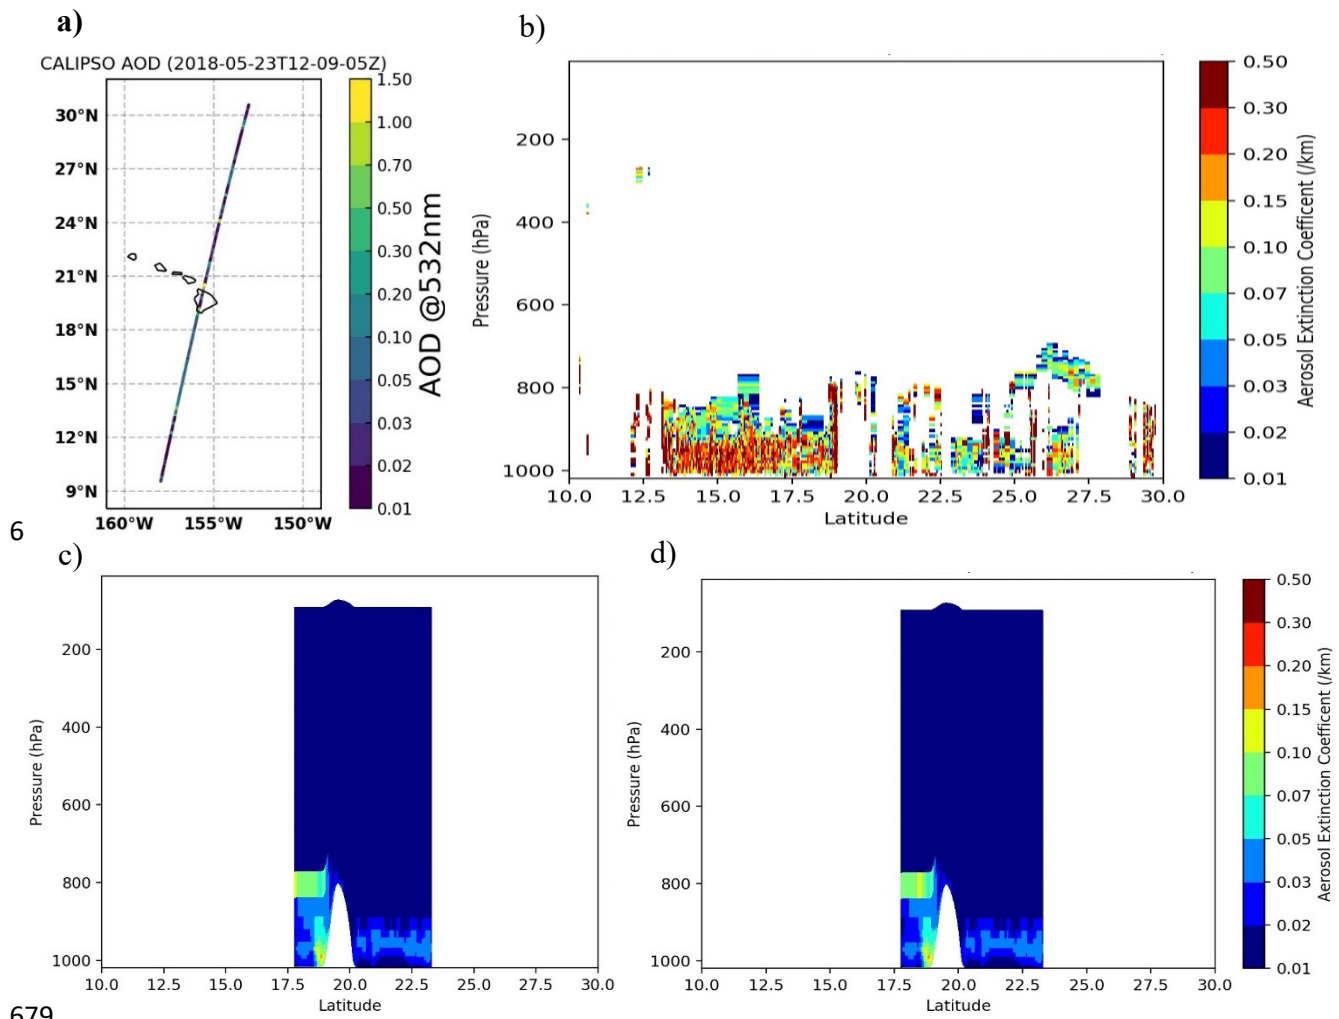 a)
CALIPSO AOD (2018-05-23T12-09-05Z)
30°N
27°N
24°N
21°N
18°N
15°N
12°N
9°N
160°W 155°W 150°W
1.50
1.00
0.70
0.50
0.30
0.20
0.10
0.05
0.03
0.02
0.01
AOD @532nm
b)
200
400
600
800
1000
Pressure (hPa)
10.0 12.5 15.0 17.5 20.0 22.5 25.0 27.5 30.0
Latitude
0.50
0.30
0.20
0.15
0.10
0.07
0.05
0.03
0.02
0.01
Aerosol Extinction Coefficent (/km)
6
c)
200
400
600
800
1000
Pressure (hPa)
10.0 12.5 15.0 17.5 20.0 22.5 25.0 27.5 30.0
Latitude
d)
200
400
600
800
1000
Pressure (hPa)
10.0 12.5 15.0 17.5 20.0 22.5 25.0 27.5 30.0
Latitude
0.50
0.30
0.20
0.15
0.10
0.07
0.05
0.03
0.02
0.01
Aerosol Extinction Coefficent (/km)
679